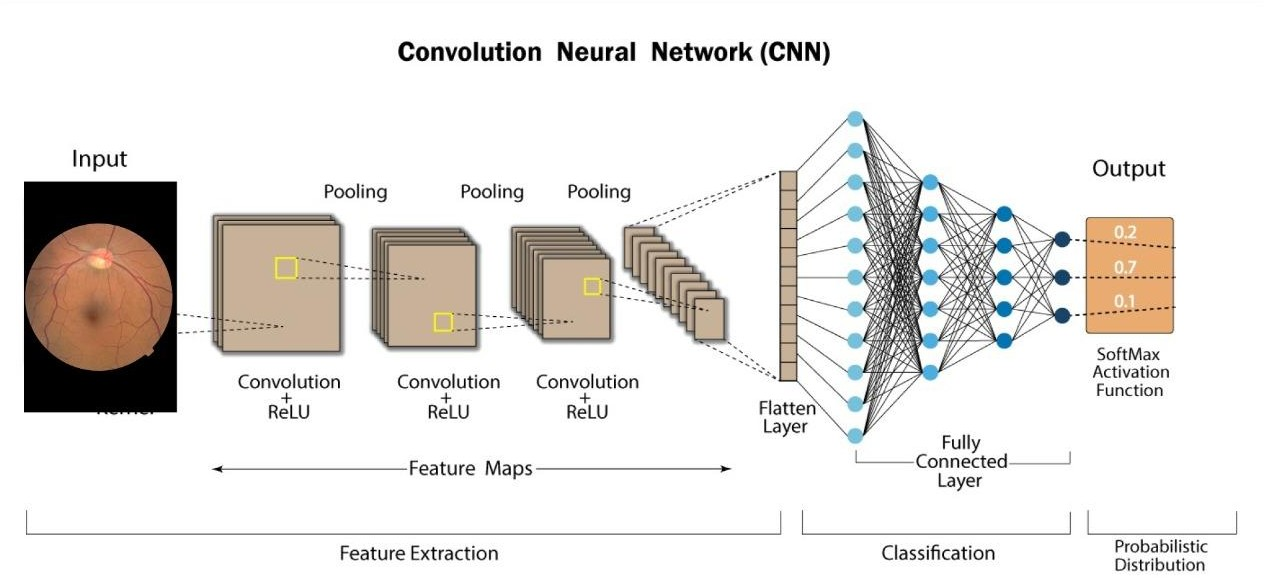 Convolution Neural Network (CNN)
Input
Pooling
Pooling
Pooling
Output
0.2
0.7
0.1
SoftMax
Activation
Function
Convolution
+
ReLU
Convolution
+
ReLU
Convolution
+
ReLU
Flatten
Layer
Fully
Connected
Layer
Feature Maps
Feature Extraction
Classification
Probabilistic
Distribution